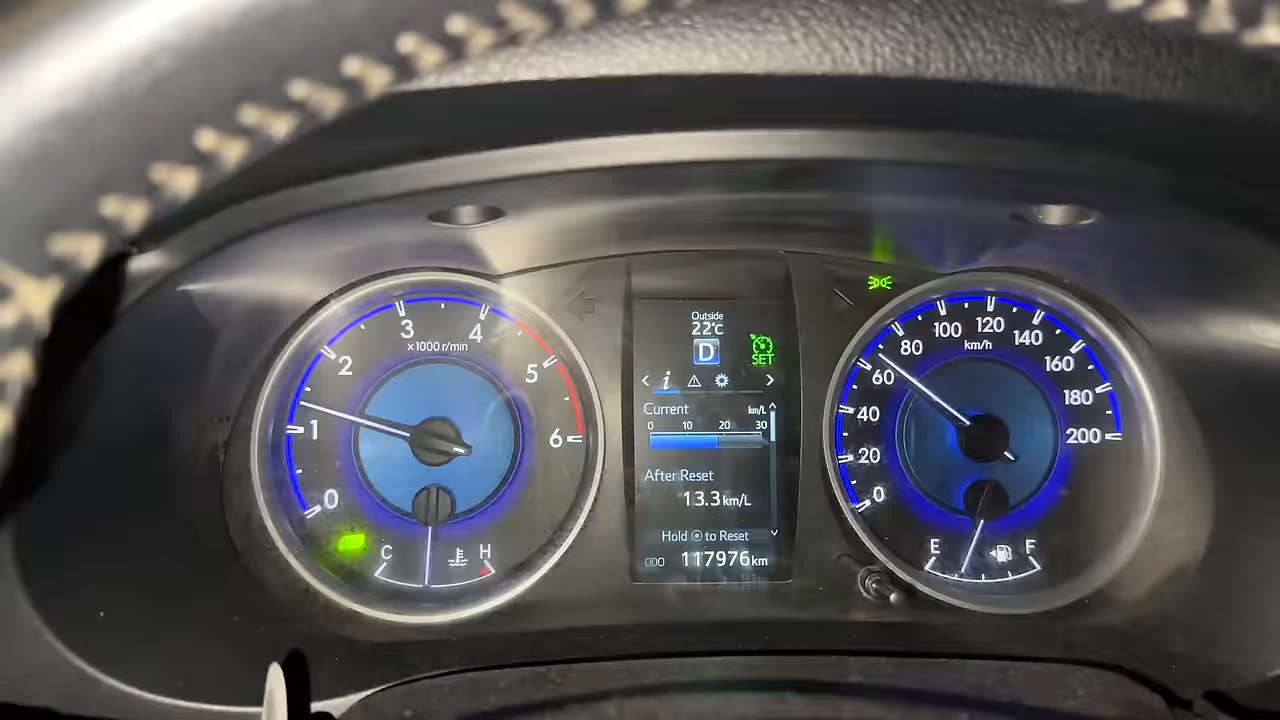 0
1
2
3
4
5
6
x1000 r/min
C
H
Outside
22°C
D
SET
< i >
Current km/L
0 10 20 30
After Reset
13.3 km/L
Hold ⦿ to Reset
ODO 117976 km
0
20
40
60
80
100
120
140
160
180
200
km/h
E
F